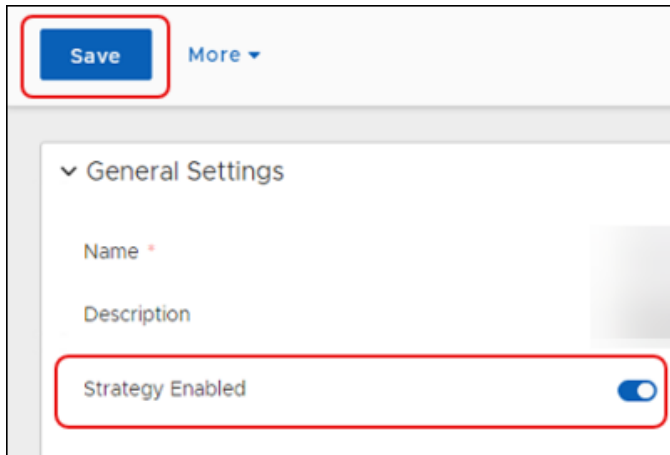 Save More
General Settings
Name *
Description
Strategy Enabled